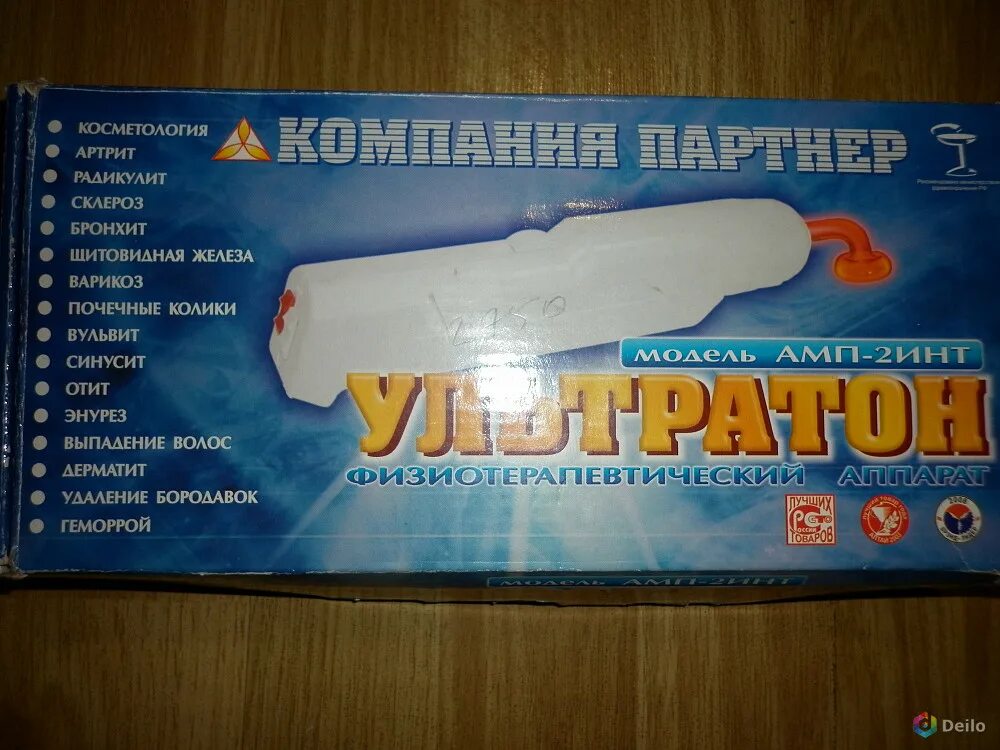 КОСМЕТОЛОГИЯ
АРТРИТ
РАДИКУЛИТ
СКЛЕРОЗ
БРОНХИТ
ЩИТОВИДНАЯ ЖЕЛЕЗА
ВАРИКОЗ
ПОЧЕЧНЫЕ КОЛИКИ
ВУЛЬВИТ
СИНУСИТ
ОТИТ
ЭНУРЕЗ
ВЫПАДЕНИЕ ВОЛОС
ДЕРМАТИТ
УДАЛЕНИЕ БОРОДАВОК
ГЕМОРРОЙ
КОМПАНИЯ ПАРТНЕР
МОДЕЛЬ АМП-2ИНТ
УЛЬТРАТОН
ФИЗИОТЕРАПЕВТИЧЕСКИЙ АППАРАТ
ЛУЧШИХ
РОССИИ
ТОВАРОВ
МОДЕЛЬ АМП-2ИНТ
Deilo